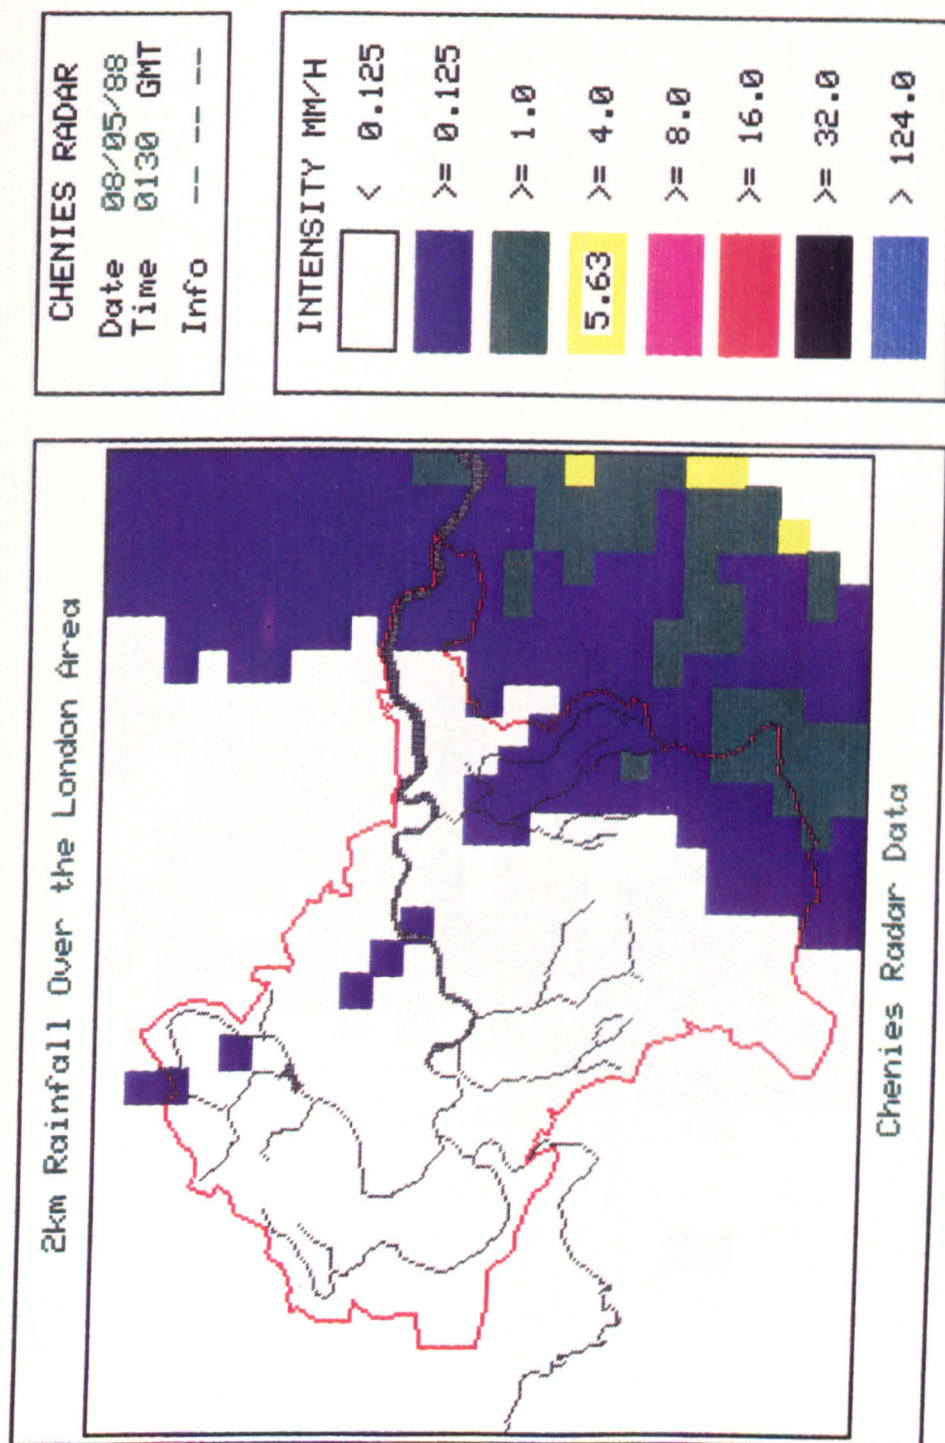 2km Rainfall Over the London Area
Chenies Radar Data
CHENIES RADAR
Date 08/05/88
Time 0130 GMT
Info -- -- --
INTENSITY MM/H
< 0.125
>= 0.125
>= 1.0
5.63 >= 4.0
>= 8.0
>= 16.0
>= 32.0
> 124.0